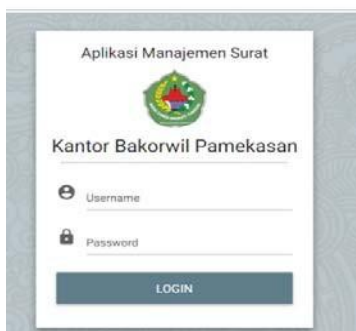 Aplikasi Manajemen Surat
Kantor Bakorwil Pamekasan
Username
Password
LOGIN